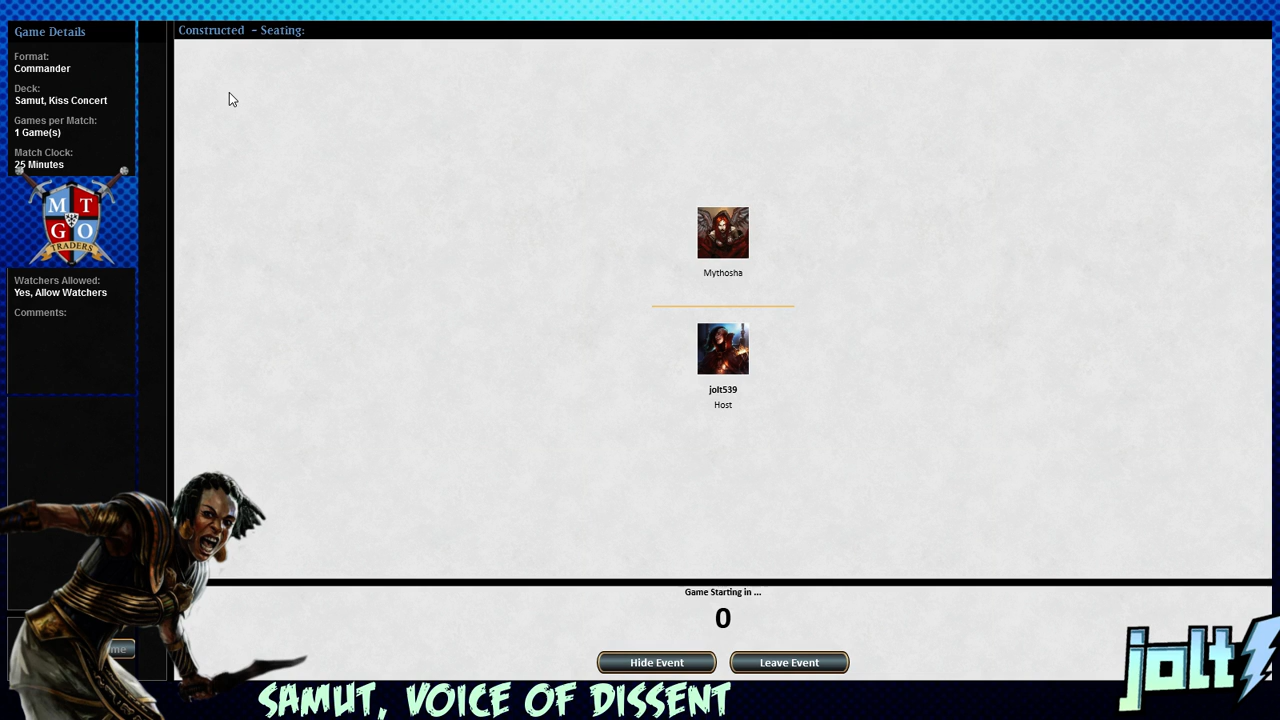 Game Details
Format:
Commander
Deck:
Samut, Kiss Concert
Games per Match:
1 Game(s)
Match Clock:
25 Minutes
M T
G O
TRADERS
Watchers Allowed:
Yes, Allow Watchers
Comments:
me
Constructed - Seating:
Mythosha
jolt539
Host
Game Starting in ...
0
Hide Event
Leave Event
SAMUT, VOICE OF DISSENT
jolt